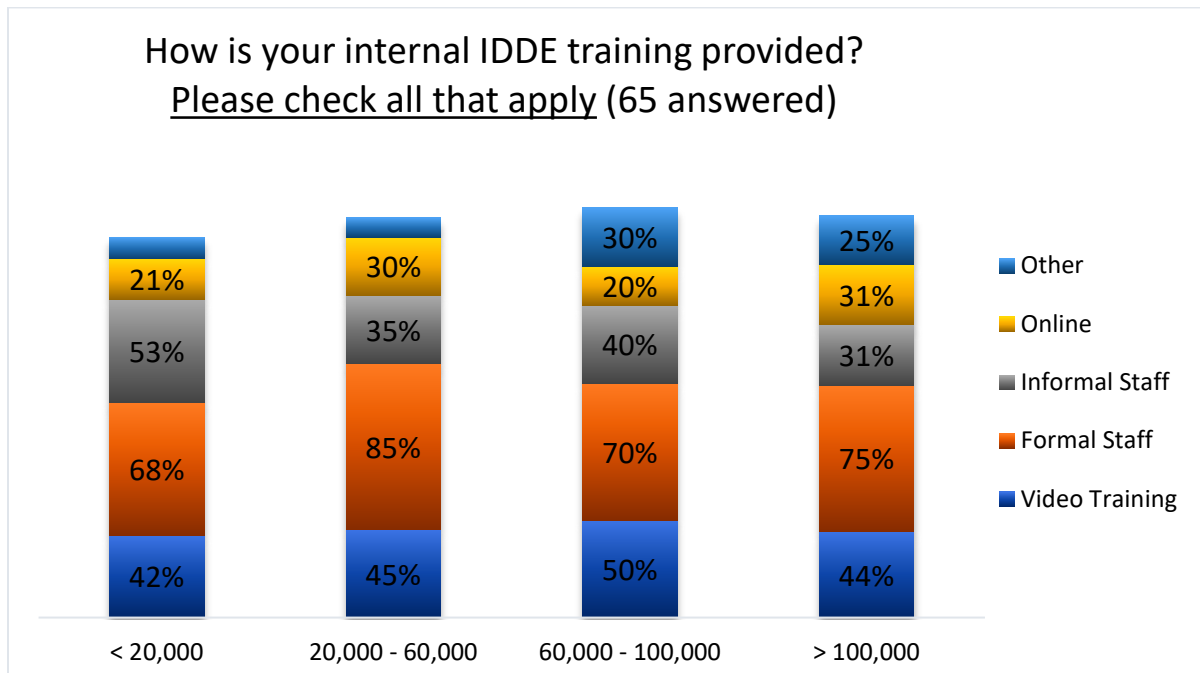 How is your internal IDDE training provided?
Please check all that apply (65 answered)
30%
25%
21%
30%
20%
31%
53%
35%
40%
31%
68%
85%
70%
75%
42%
45%
50%
44%
Other
Online
Informal Staff
Formal Staff
Video Training
< 20,000
20,000 - 60,000
60,000 - 100,000
> 100,000